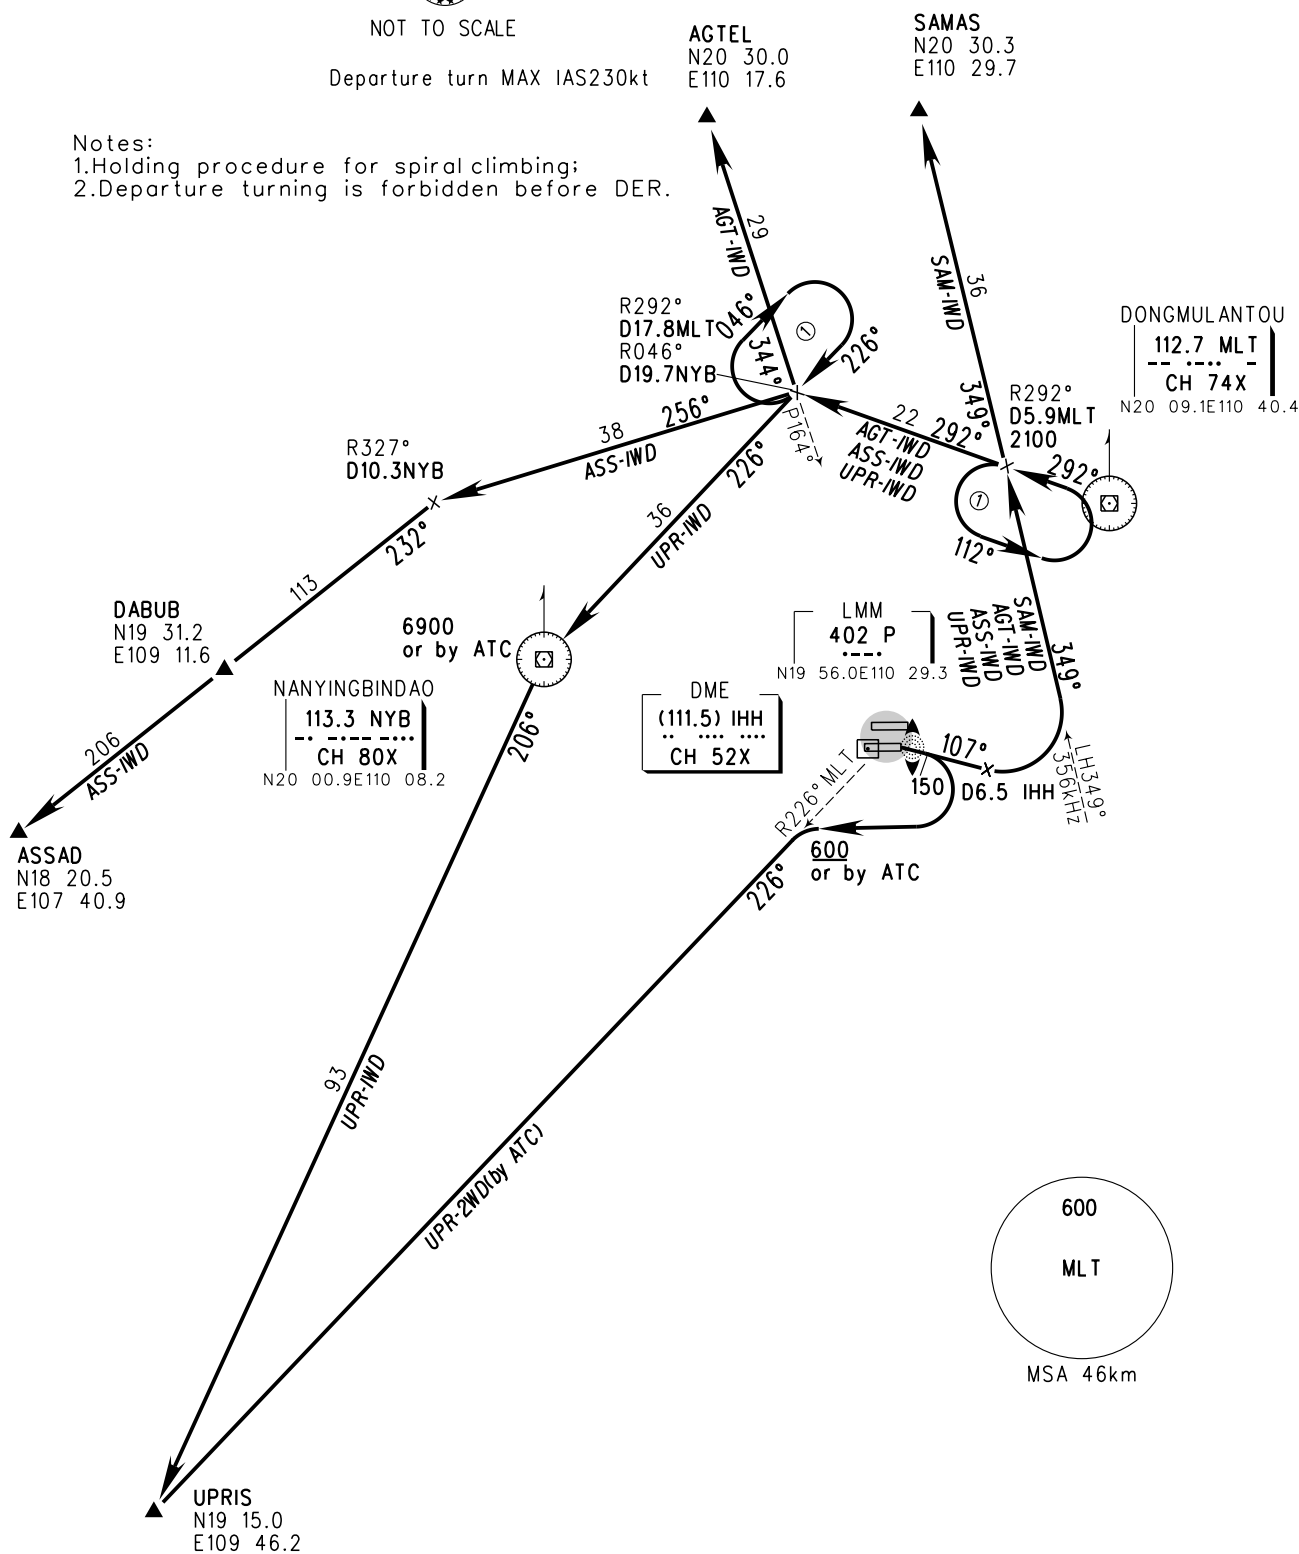 NOT TO SCALE
Departure turn MAX IAS230kt
AGTEL
N20 30.0
E110 17.6
SAMAS
N20 30.3
E110 29.7
Notes:
1.Holding procedure for spiral climbing;
2.Departure turning is forbidden before DER.
29
AGT-IWD
36
SAM-IWD
R292°
D17.8MLT
R046°
D19.7NYB
046°
344°
1
226°
DONGMULANTOU
112.7 MLT
CH 74X
N20 09.1E110 40.4
349°
R292°
D5.9MLT
2100
292°
22
292°
AGT-IWD
ASS-IWD
UPR-IWD
P164°
256°
38
ASS-IWD
R327°
D10.3NYB
226°
36
UPR-IWD
1
112°
232°
113
DABUB
N19 31.2
E109 11.6
6900
or by ATC
LMM
402 P
N19 56.0E110 29.3
SAM-IWD
AGT-IWD
ASS-IWD
UPR-IWD
349°
NANYINGBINDAO
113.3 NYB
CH 80X
N20 00.9E110 08.2
DME
(111.5) IHH
CH 52X
206°
107°
150
D6.5 IHH
LH349°
356kHz
R226° MLT
206
ASS-IWD
ASSAD
N18 20.5
E107 40.9
600
or by ATC
226°
93
UPR-IWD
UPR-2WD(by ATC)
600
MLT
MSA 46km
UPRIS
N19 15.0
E109 46.2